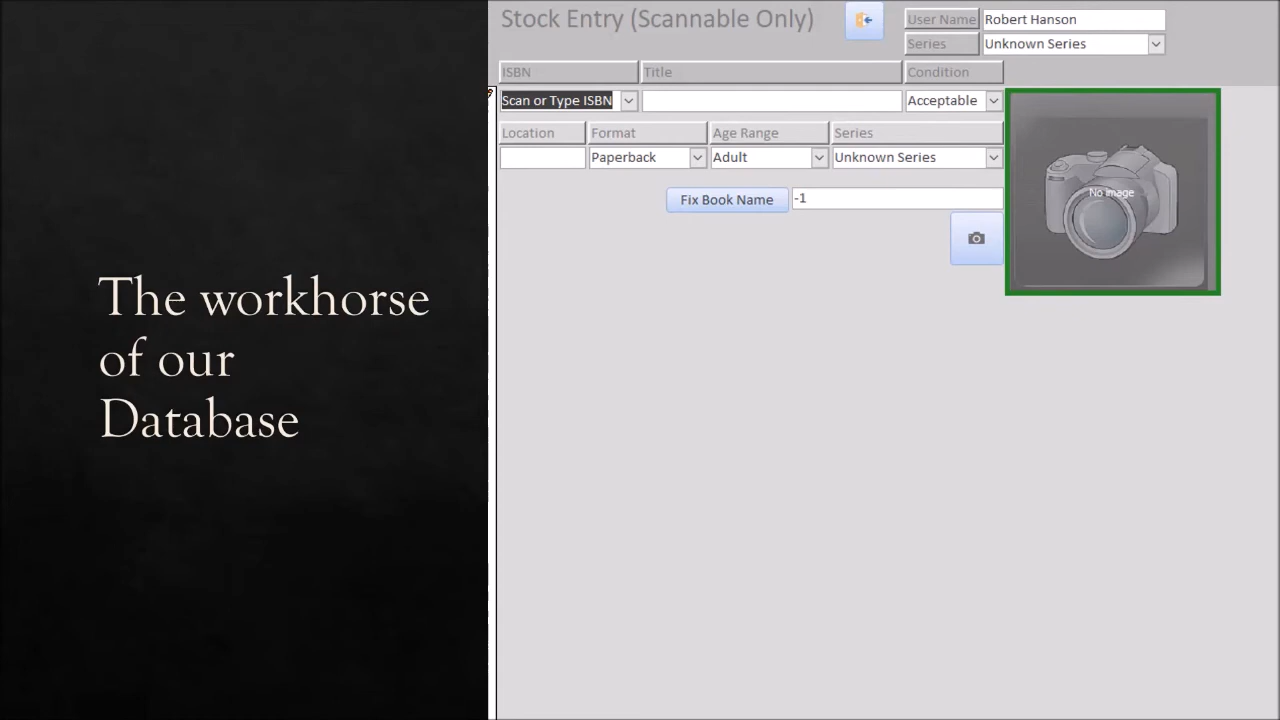 The workhorse
of our
Database
Stock Entry (Scannable Only)
User Name Robert Hanson
Series Unknown Series
ISBN Title Condition
Scan or Type ISBN Acceptable
Location Format Age Range Series
Paperback Adult Unknown Series
Fix Book Name -1
No image